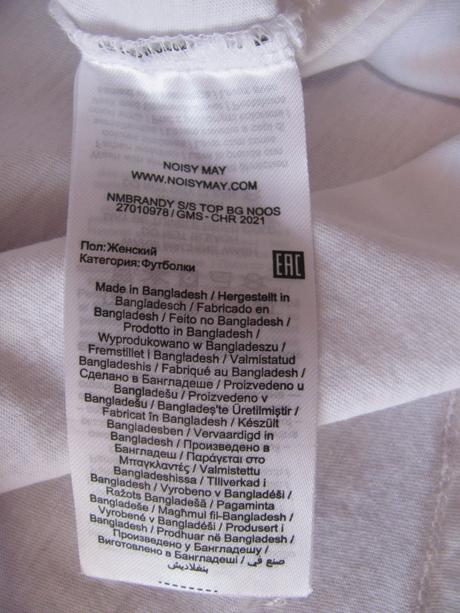 NOISY MAY
WWW.NOISYMAY.COM
NMBRANDY S/S TOP BG NOOS
27010978 / GMS - CHR 2021
Пол: Женский
Категория: Футболки
EAC
Made in Bangladesh / Hergestellt in
Bangladesch / Fabricado en
Bangladesh / Feito no Bangladesh /
Prodotto in Bangladesh /
Wyprodukowano w Bangladeszu /
Fremstillet i Bangladesh / Valmistatud
Bangladeshis / Fabriqué au Bangladesh /
Сделано в Бангладеше / Proizvedeno u
Bangladešu / Proizvedeno v
Bangladešu / Bangladeş'te Üretilmiştir /
Fabricat în Bangladesh / Készült
Bangladesben / Vervaardigd in
Bangladesh / Произведено в
Бангладеш / Παράγεται στο
Μπαγκλαντές / Valmistettu
Bangladeshissa / Tillverkad i
Bangladesh / Vyrobeno v Bangladéši /
Ražots Bangladešā / Pagaminta
Bangladeše / Magħmul fil-Bangladesh /
Vyrobené v Bangladéši / Produsert i
Bangladesh / Prodhuar në Bangladesh /
Произведено у Бангладешу /
Виготовлено в Бангладеші / صنع في
بنغلاديش